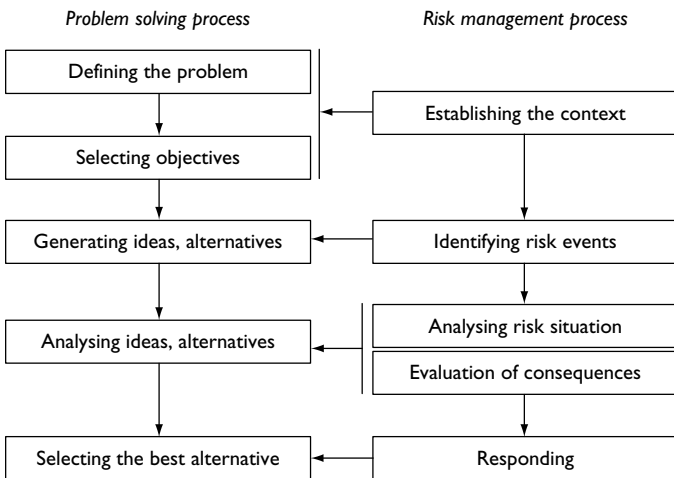 Problem solving process
Risk management process
Defining the problem
Establishing the context
Selecting objectives
Generating ideas, alternatives
Identifying risk events
Analysing risk situation
Analysing ideas, alternatives
Evaluation of consequences
Selecting the best alternative
Responding